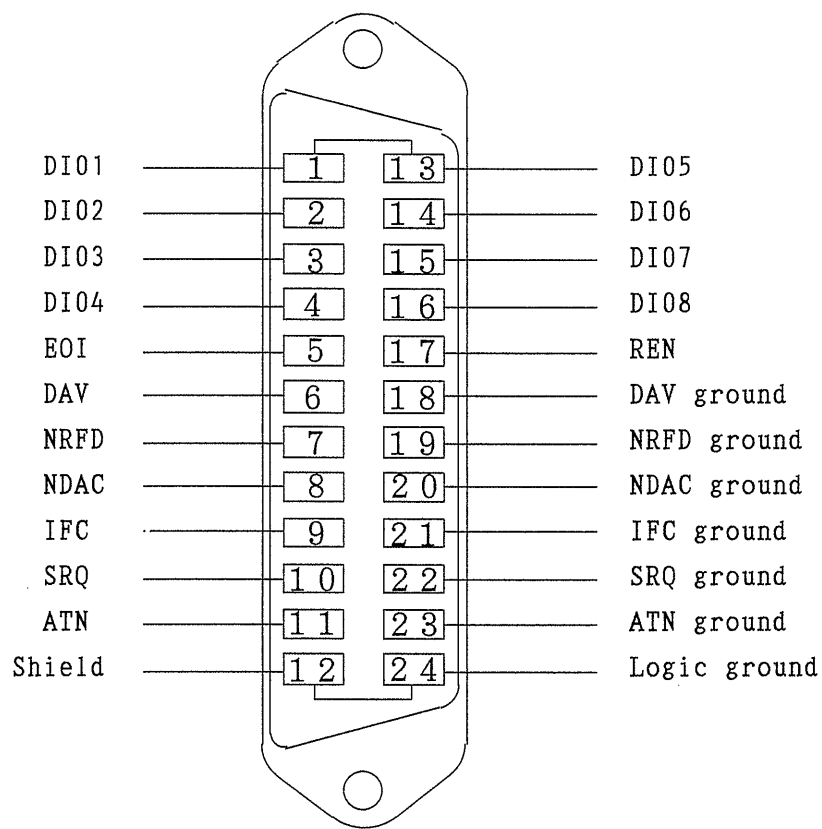 DIO1 1 13 DIO5
DIO2 2 14 DIO6
DIO3 3 15 DIO7
DIO4 4 16 DIO8
EOI 5 17 REN
DAV 6 18 DAV ground
NRFD 7 19 NRFD ground
NDAC 8 20 NDAC ground
IFC 9 21 IFC ground
SRQ 10 22 SRQ ground
ATN 11 23 ATN ground
Shield 12 24 Logic ground